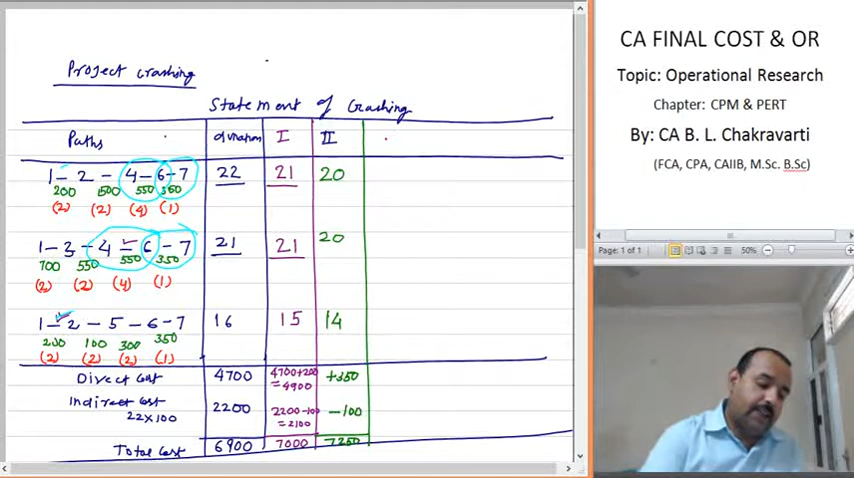 Project Crashing
Statement of Crashing
Paths duration I II
1 - 2 - 4 - 6 - 7 22 21 20
200 500 550 350
(2) (2) (4) (1)
1 - 3 - 4 = 6 - 7 21 21 20
700 550 550 350
(2) (2) (4) (1)
1 - 2 - 5 - 6 - 7 16 15 14
200 100 300 350
(2) (2) (2) (1)
Direct Cost 4700 4700+200 = 4900 +350
Indirect Cost 2200 2200-100 = 2100 -100
22 x 100
Total Cost 6900 7000 7250
CA FINAL COST & OR
Topic: Operational Research
Chapter: CPM & PERT
By: CA B. L. Chakravarti
(FCA, CPA, CAIIB, M.Sc. B.Sc)
Page: 1 of 1
50%